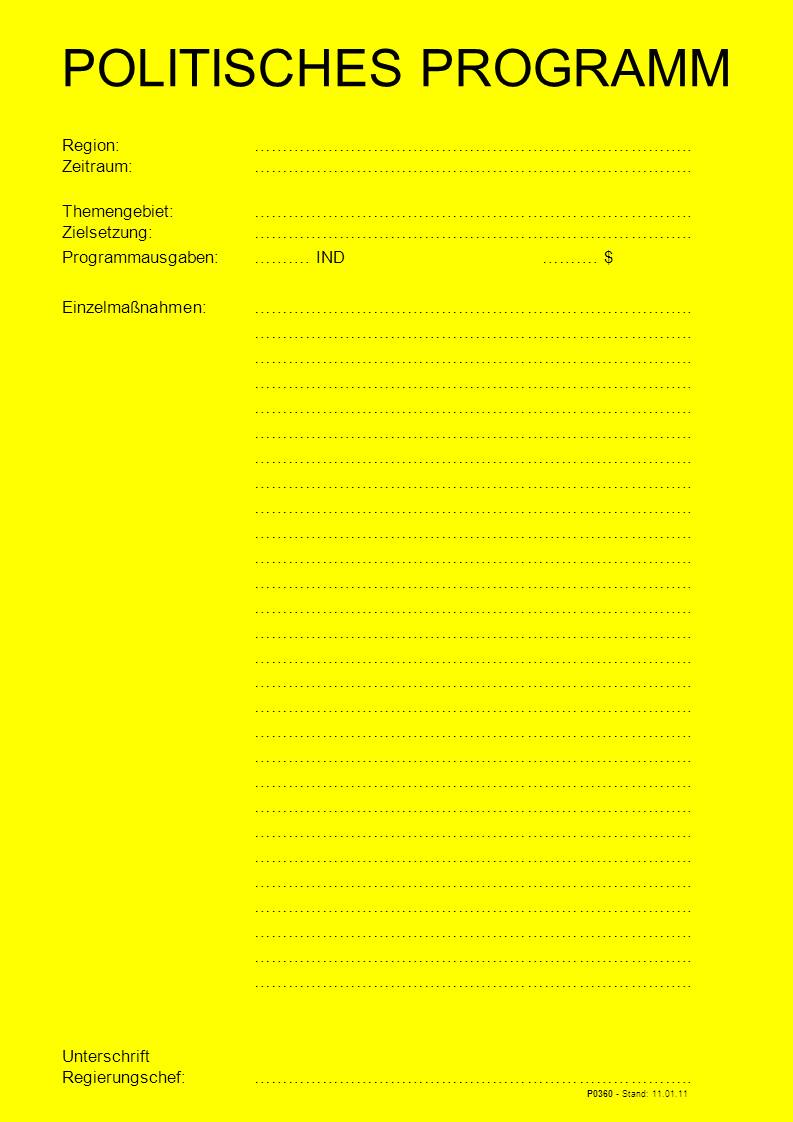 POLITISCHES PROGRAMM
Region: ....................................................................................
Zeitraum: ....................................................................................
Themengebiet: ....................................................................................
Zielsetzung: ....................................................................................
Programmausgaben: .......... IND .......... $
Einzelmaßnahmen: ....................................................................................
Unterschrift
Regierungschef: ....................................................................................
P0360 - Stand: 11.01.11